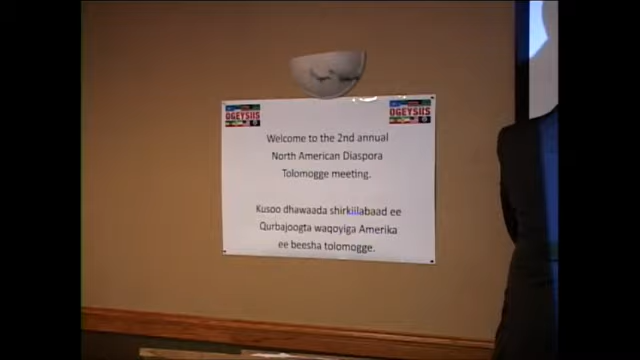 OGEYSIIS OGEYSIIS
Welcome to the 2nd annual
North American Diaspora
Tolomogge meeting.
Kusoo dhawaada shirkiilabaad ee
Qurbajoogta waqoyiga Amerika
ee beesha tolomogge.